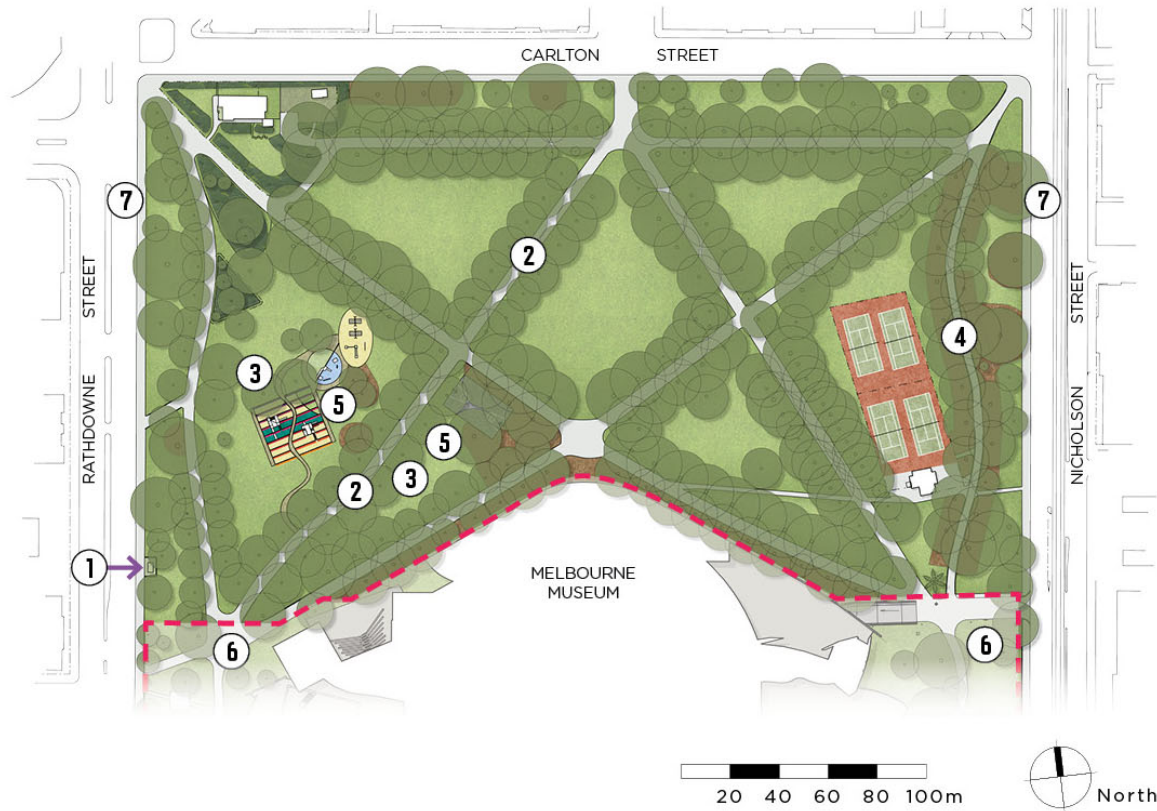 CARLTON STREET
7
7
2
STREET
STREET
3
4
5
RATHDOWNE
NICHOLSON
5
3
2
1
MELBOURNE
MUSEUM
6
6
20 40 60 80 100m
North